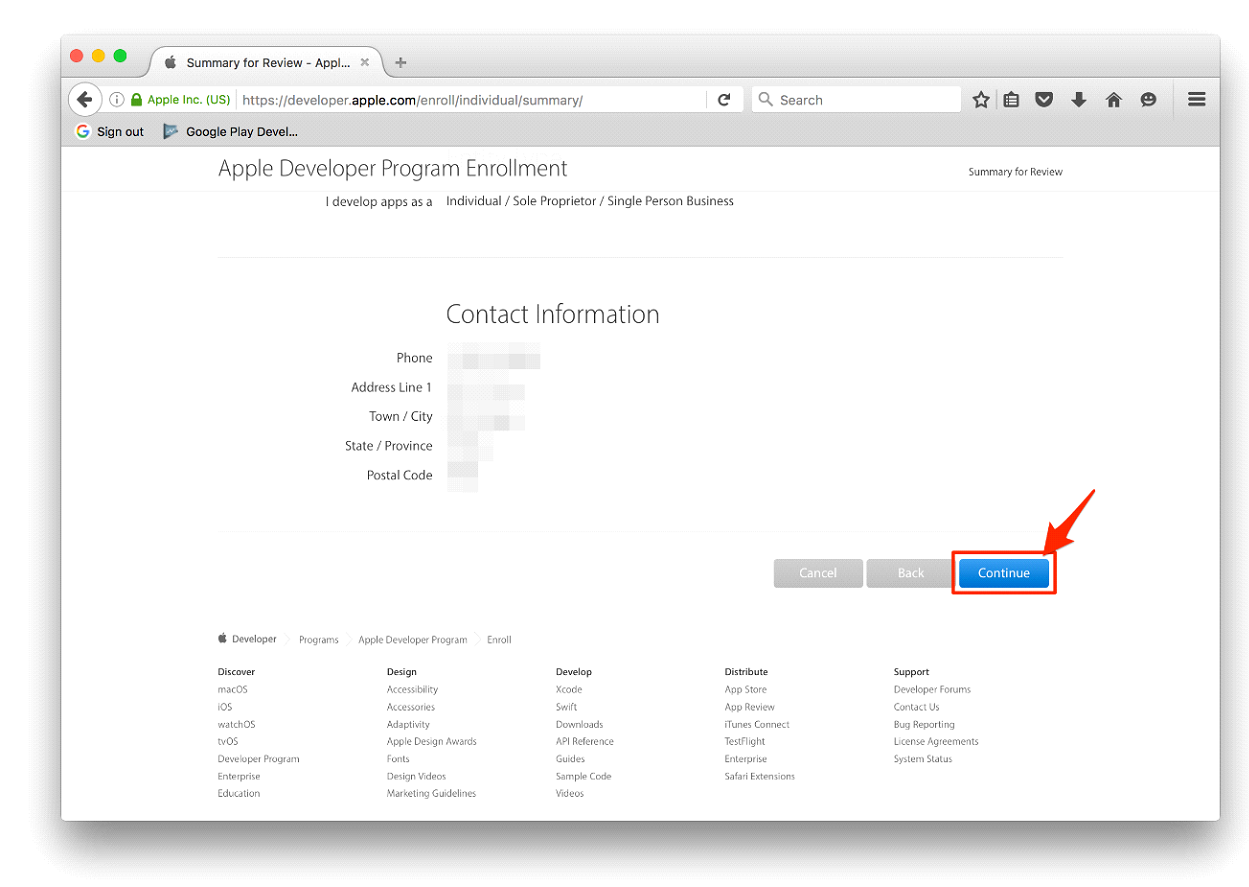 Summary for Review - Appl...
Apple Inc. (US) https://developer.apple.com/enroll/individual/summary/ Search
Sign out Google Play Devel...
Apple Developer Program Enrollment Summary for Review
I develop apps as a Individual / Sole Proprietor / Single Person Business
Contact Information
Phone
Address Line 1
Town / City
State / Province
Postal Code
Cancel Back Continue
Developer Programs Apple Developer Program Enroll
Discover Design Develop Distribute Support
macOS Accessibility Xcode App Store Developer Forums
iOS Accessories Swift App Review Contact Us
watchOS Adaptivity Downloads iTunes Connect Bug Reporting
tvOS Apple Design Awards API Reference TestFlight License Agreements
Developer Program Fonts Guides Enterprise System Status
Enterprise Design Videos Sample Code Safari Extensions
Education Marketing Guidelines Videos